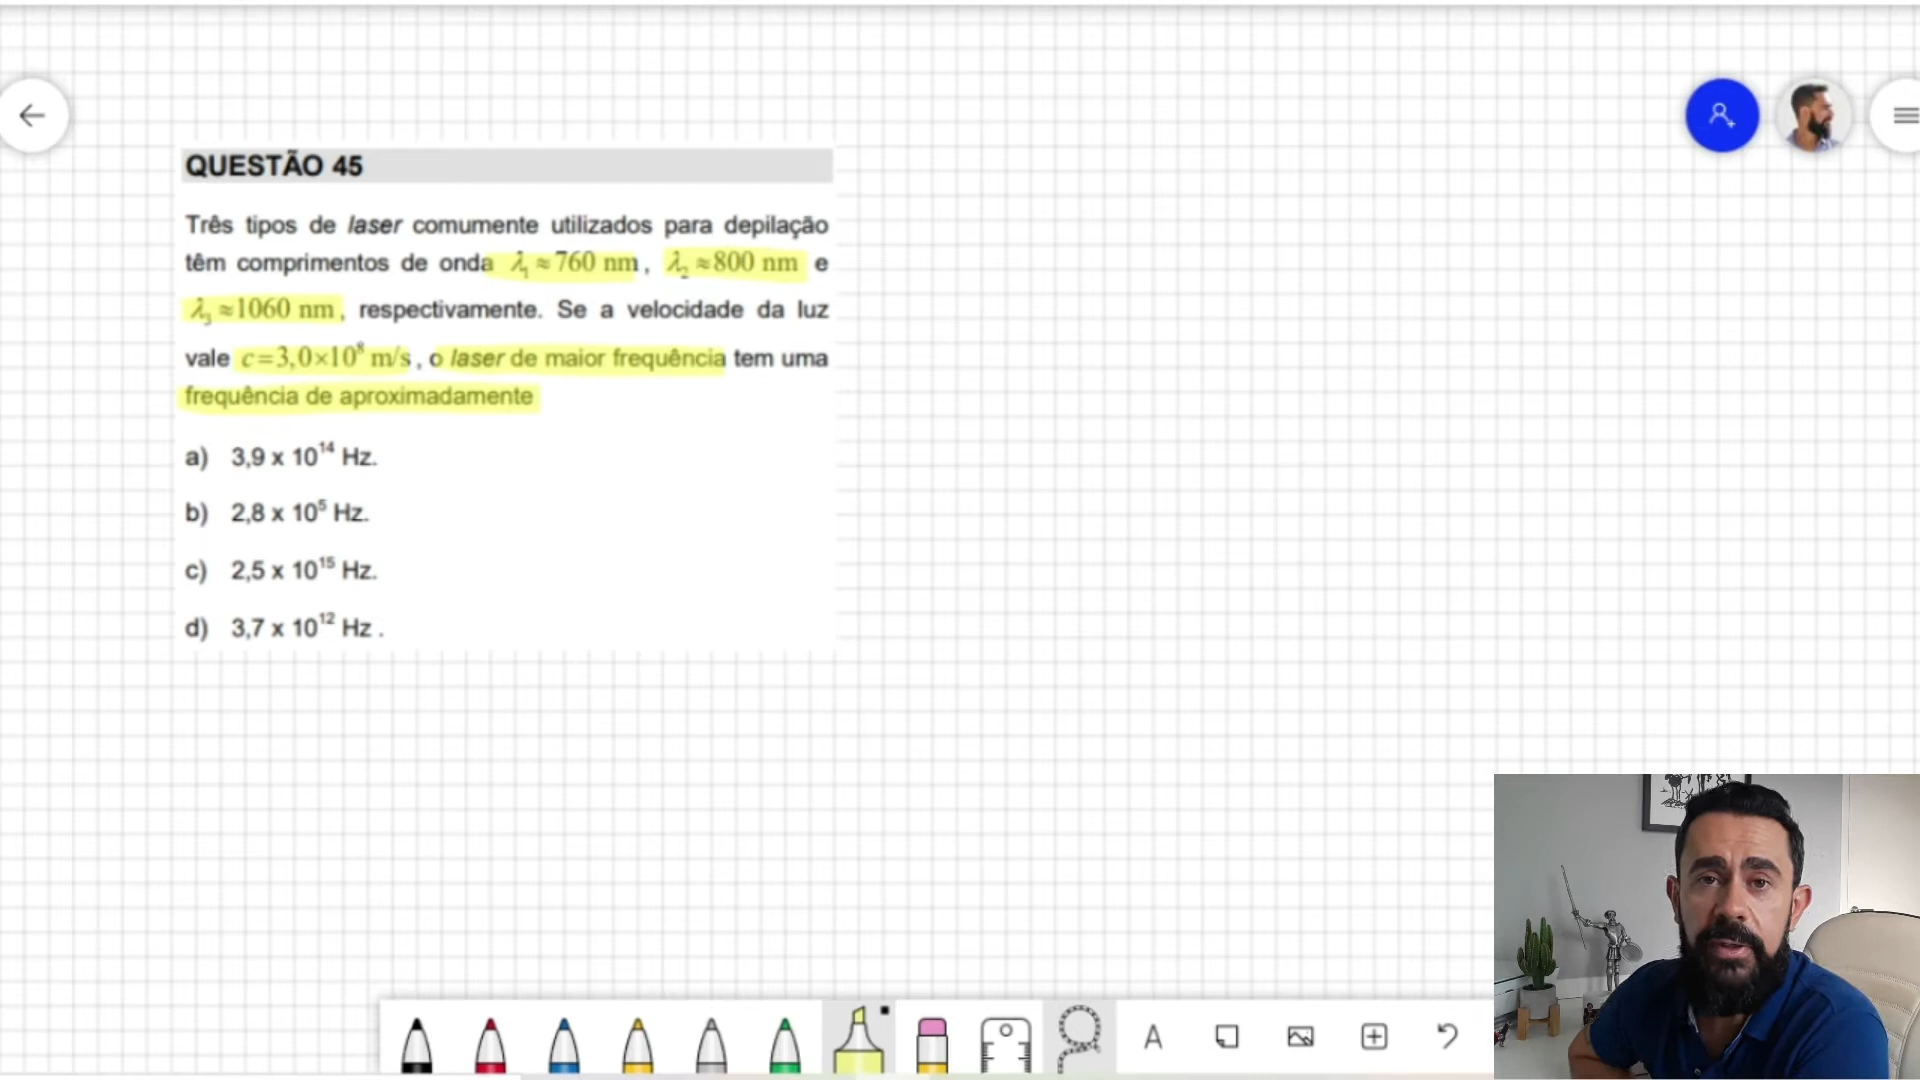 QUESTÃO 45
Três tipos de laser comumente utilizados para depilação
têm comprimentos de onda λ₁ ≈ 760 nm, λ₂ ≈ 800 nm e
λ₃ ≈ 1060 nm, respectivamente. Se a velocidade da luz
vale c = 3,0×10⁸ m/s, o laser de maior frequência tem uma
frequência de aproximadamente
a) 3,9 x 10¹⁴ Hz.
b) 2,8 x 10⁵ Hz.
c) 2,5 x 10¹⁵ Hz.
d) 3,7 x 10¹² Hz .
A